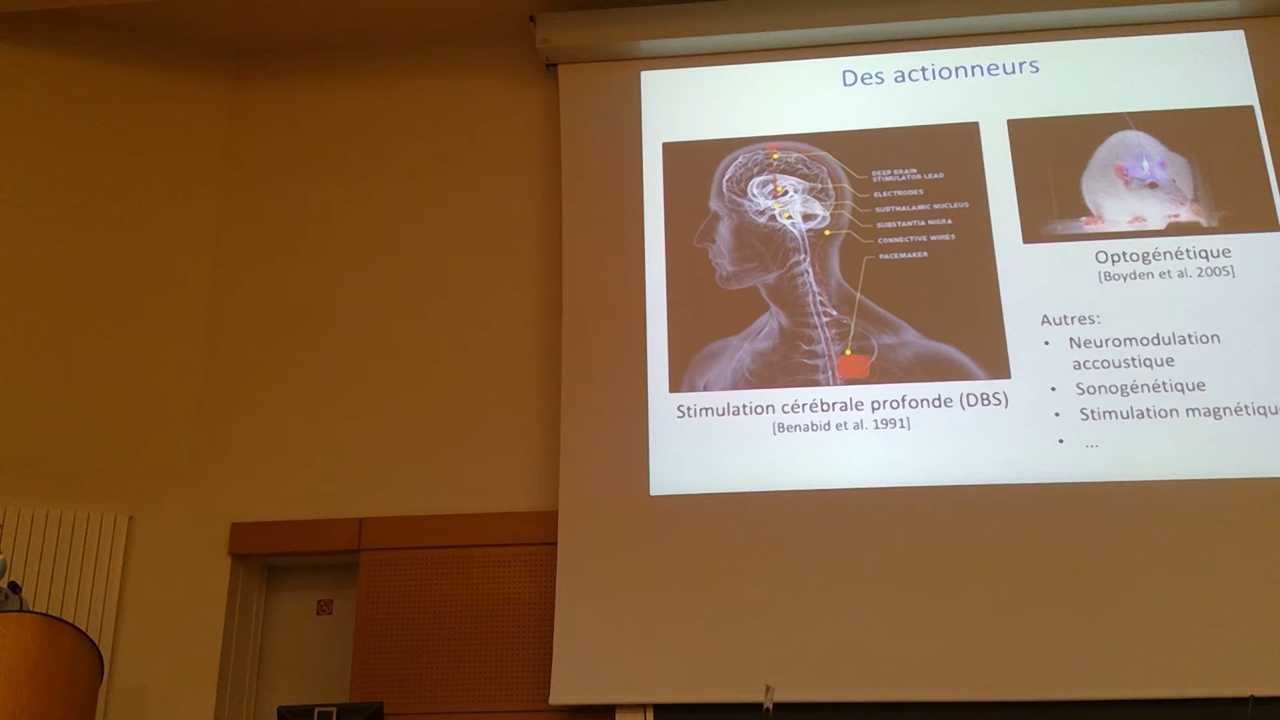 Des actionneurs
DEEP BRAIN
STIMULATOR LEAD
ELECTRODES
SUBTHALAMIC NUCLEUS
SUBSTANTIA NIGRA
CONNECTIVE WIRES
PACEMAKER
Stimulation cérébrale profonde (DBS)
[Benabid et al. 1991]
Optogénétique
[Boyden et al. 2005]
Autres:
• Neuromodulation
accoustique
• Sonogénétique
• Stimulation magnétiqu
• ...